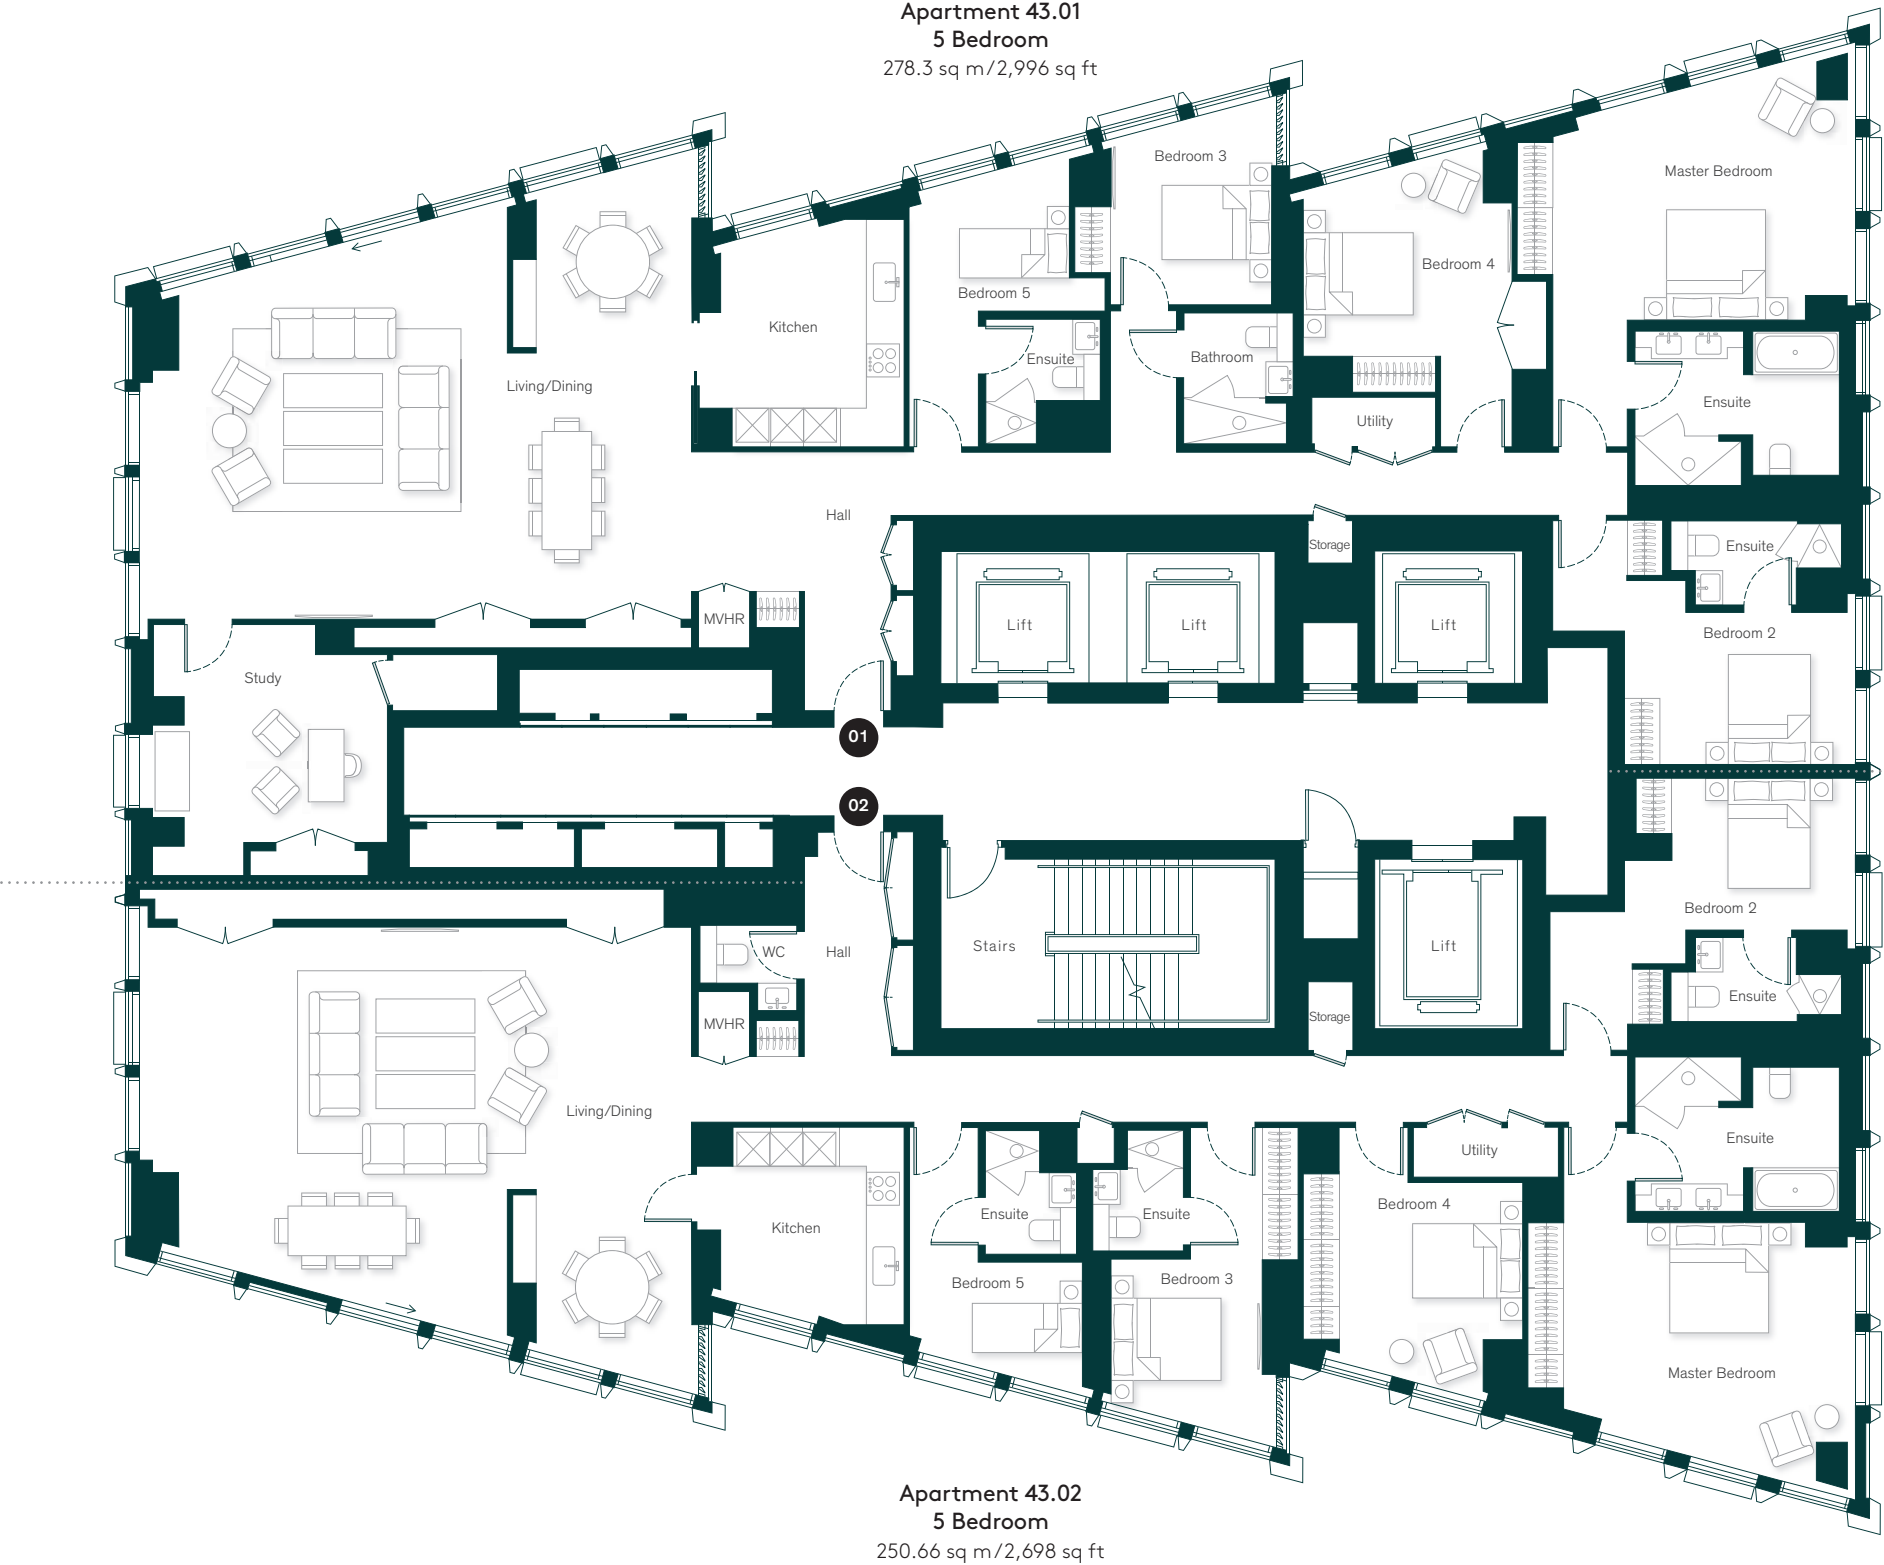 Apartment 43.01
5 Bedroom
278.3 sq m/2,996 sq ft
Bedroom 3
Master Bedroom
Bedroom 4
Bedroom 5
Kitchen
Ensuite
Bathroom
Living/Dining
Ensuite
Utility
Hall
Storage
Ensuite
MVHR
Lift
Lift
Lift
Bedroom 2
Study
01
02
Bedroom 2
WC
Hall
Stairs
Lift
Ensuite
MVHR
Storage
Living/Dining
Ensuite
Utility
Bedroom 4
Ensuite
Ensuite
Kitchen
Bedroom 5
Bedroom 3
Master Bedroom
Apartment 43.02
5 Bedroom
250.66 sq m/2,698 sq ft